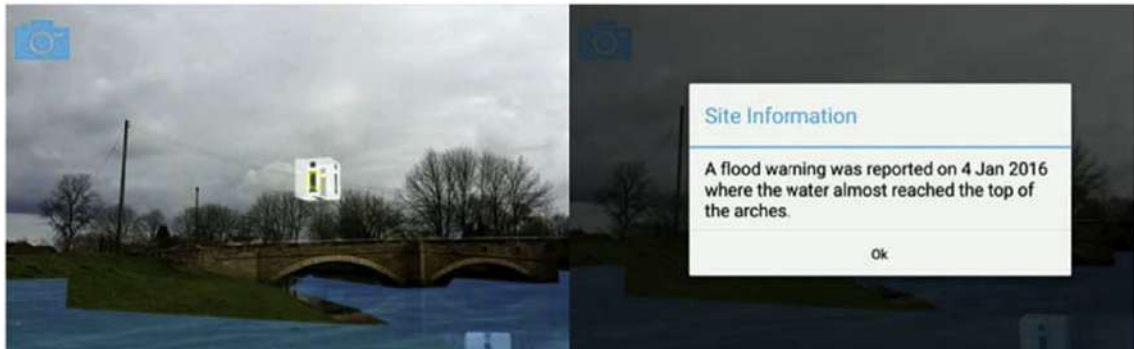 i
Site Information
A flood warning was reported on 4 Jan 2016
where the water almost reached the top of
the arches.
Ok